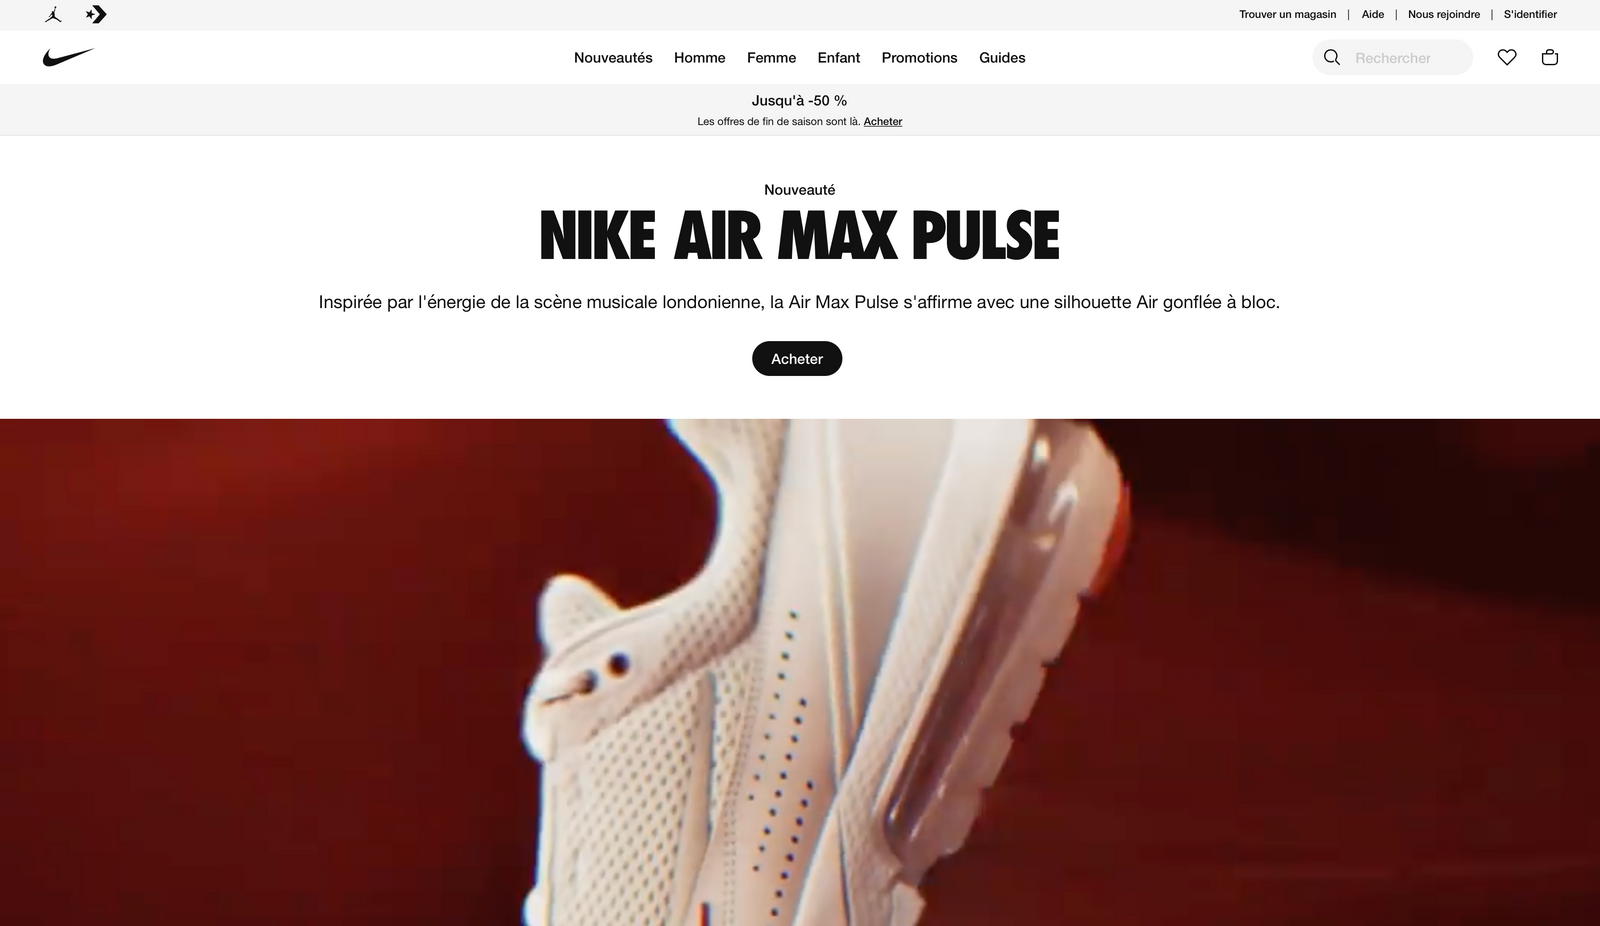 Trouver un magasin | Aide | Nous rejoindre | S'identifier
Nouveautés Homme Femme Enfant Promotions Guides Rechercher
Jusqu'à -50 %
Les offres de fin de saison sont là. Acheter
Nouveauté
NIKE AIR MAX PULSE
Inspirée par l'énergie de la scène musicale londonienne, la Air Max Pulse s'affirme avec une silhouette Air gonflée à bloc.
Acheter